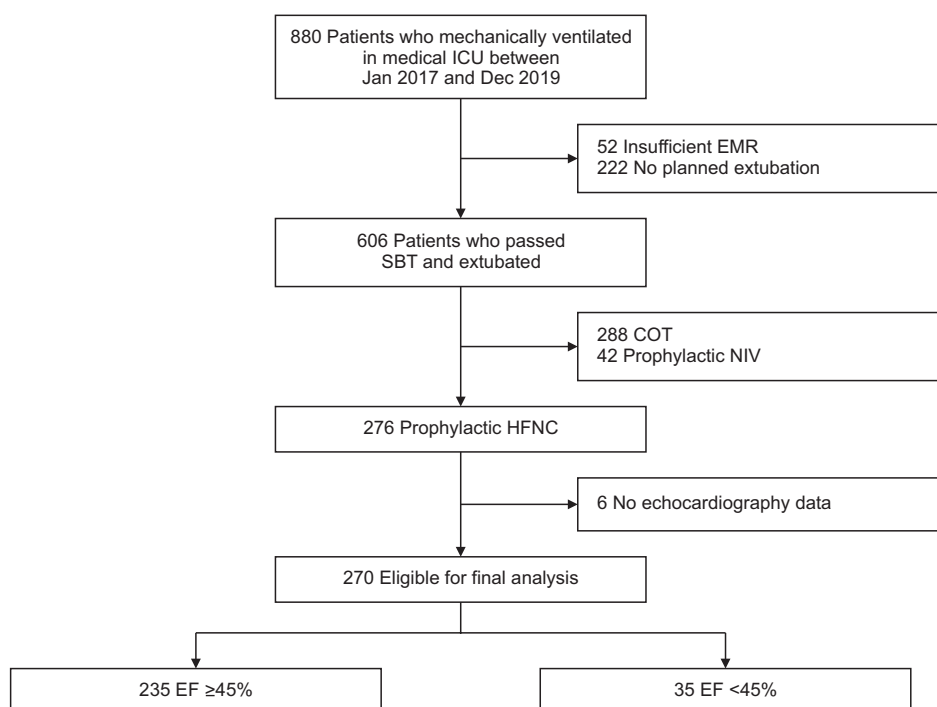 880 Patients who mechanically ventilated
in medical ICU between
Jan 2017 and Dec 2019
52 Insufficient EMR
222 No planned extubation
606 Patients who passed
SBT and extubated
288 COT
42 Prophylactic NIV
276 Prophylactic HFNC
6 No echocardiography data
270 Eligible for final analysis
235 EF ≥45%
35 EF <45%